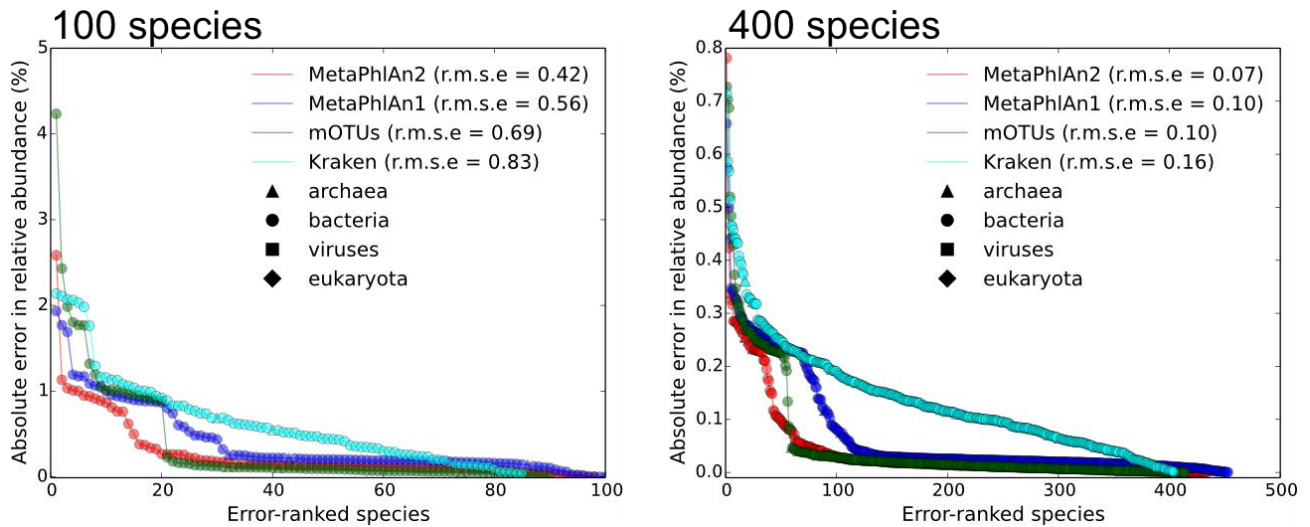 100 species
5
4
3
2
1
0
Absolute error in relative abundance (%)
MetaPhlAn2 (r.m.s.e = 0.42)
MetaPhlAn1 (r.m.s.e = 0.56)
mOTUs (r.m.s.e = 0.69)
Kraken (r.m.s.e = 0.83)
archaea
bacteria
viruses
eukaryota
0 20 40 60 80 100
Error-ranked species
400 species
0.8
0.7
0.6
0.5
0.4
0.3
0.2
0.1
0.0
Absolute error in relative abundance (%)
MetaPhlAn2 (r.m.s.e = 0.07)
MetaPhlAn1 (r.m.s.e = 0.10)
mOTUs (r.m.s.e = 0.10)
Kraken (r.m.s.e = 0.16)
archaea
bacteria
viruses
eukaryota
0 100 200 300 400 500
Error-ranked species